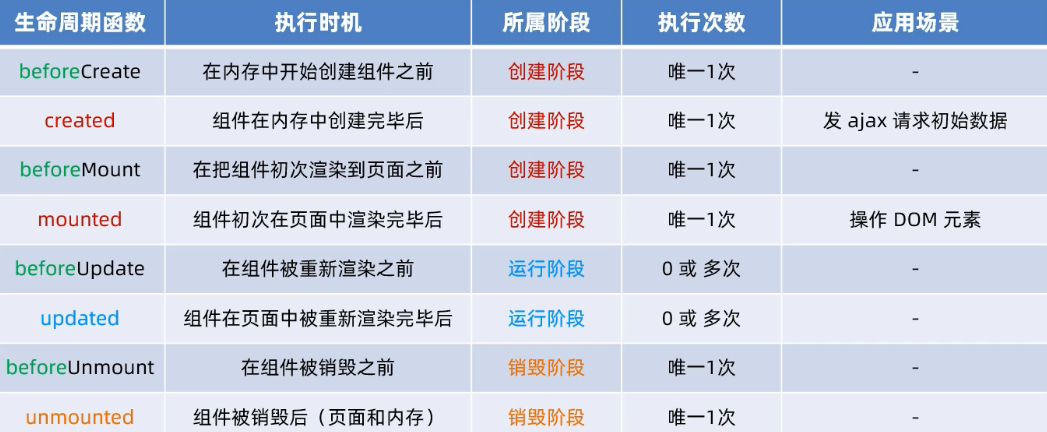 生命周期函数 执行时机 所属阶段 执行次数 应用场景
beforeCreate 在内存中开始创建组件之前 创建阶段 唯一1次 -
created 组件在内存中创建完毕后 创建阶段 唯一1次 发 ajax 请求初始数据
beforeMount 在把组件初次渲染到页面之前 创建阶段 唯一1次 -
mounted 组件初次在页面中渲染完毕后 创建阶段 唯一1次 操作 DOM 元素
beforeUpdate 在组件被重新渲染之前 运行阶段 0 或 多次 -
updated 组件在页面中被重新渲染完毕后 运行阶段 0 或 多次 -
beforeUnmount 在组件被销毁之前 销毁阶段 唯一1次 -
unmounted 组件被销毁后（页面和内存） 销毁阶段 唯一1次 -